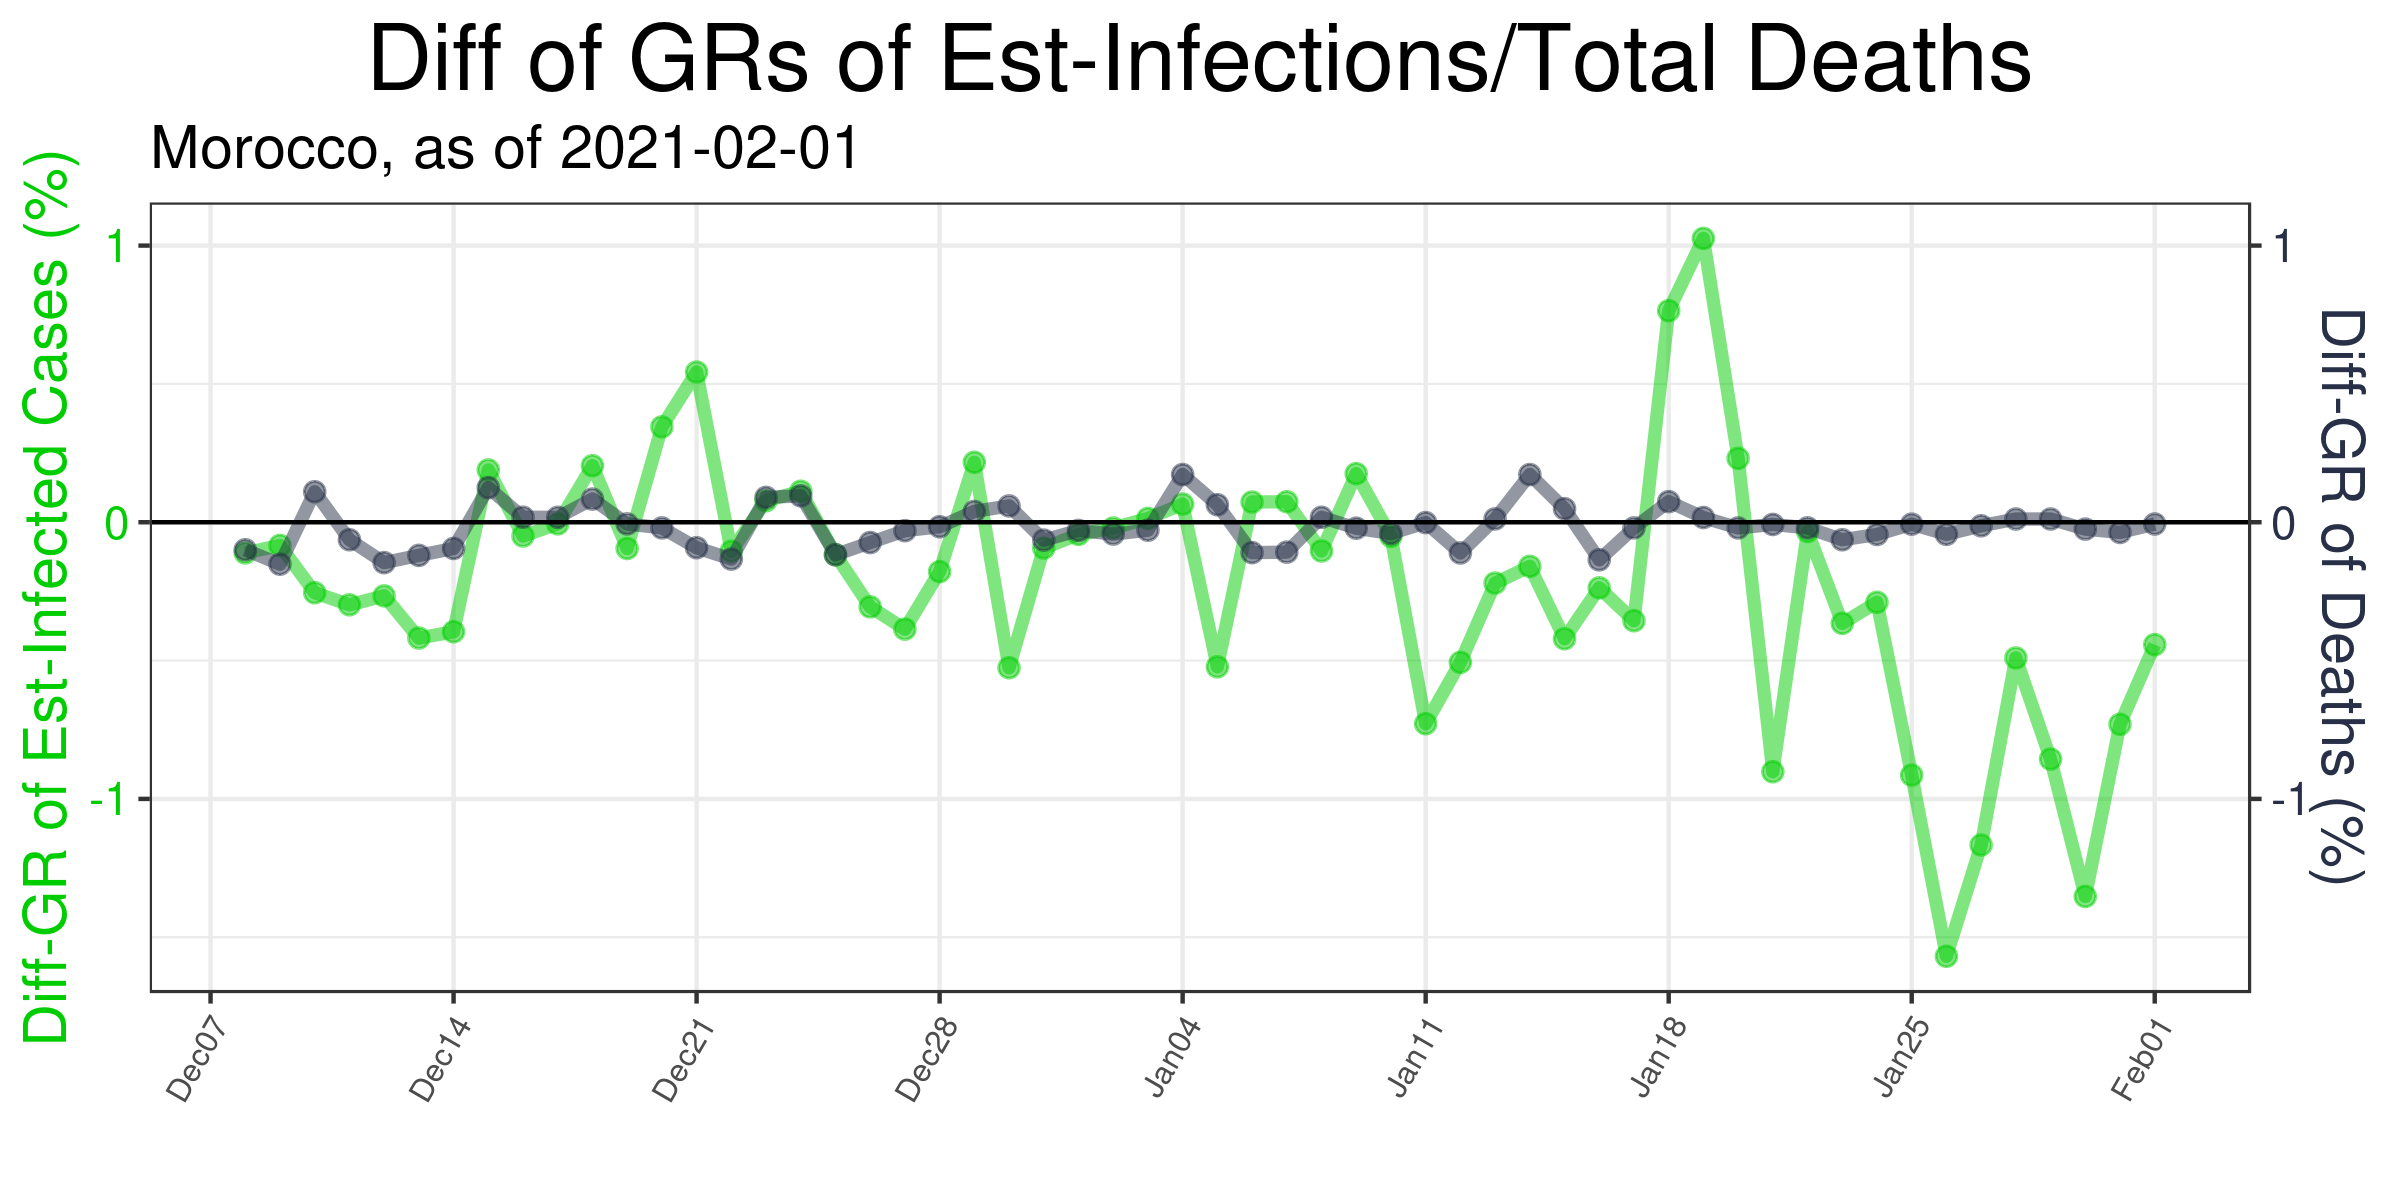 Diff of GRs of Est-Infections/Total Deaths
Morocco, as of 2021-02-01
Diff-GR of Est-Infected Cases (%)
1
0
-1
1
0
-1
Diff-GR of Deaths (%)
Dec07
Dec14
Dec21
Dec28
Jan04
Jan11
Jan18
Jan25
Feb01